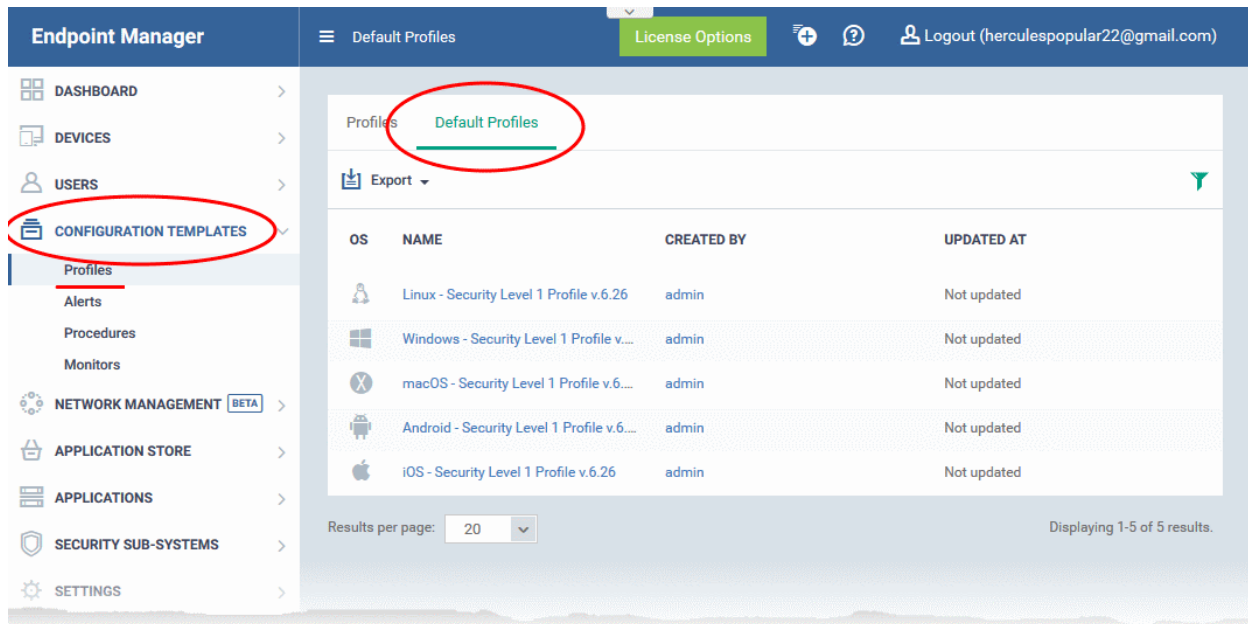 Endpoint Manager
Default Profiles
License Options
Logout (herculespopular22@gmail.com)
DASHBOARD
DEVICES
USERS
CONFIGURATION TEMPLATES
Profiles
Alerts
Procedures
Monitors
NETWORK MANAGEMENT BETA
APPLICATION STORE
APPLICATIONS
SECURITY SUB-SYSTEMS
SETTINGS
Profiles Default Profiles
Export
OS NAME CREATED BY UPDATED AT
Linux - Security Level 1 Profile v.6.26 admin Not updated
Windows - Security Level 1 Profile v.... admin Not updated
macOS - Security Level 1 Profile v.6.... admin Not updated
Android - Security Level 1 Profile v.6.... admin Not updated
iOS - Security Level 1 Profile v.6.26 admin Not updated
Results per page: 20 Displaying 1-5 of 5 results.